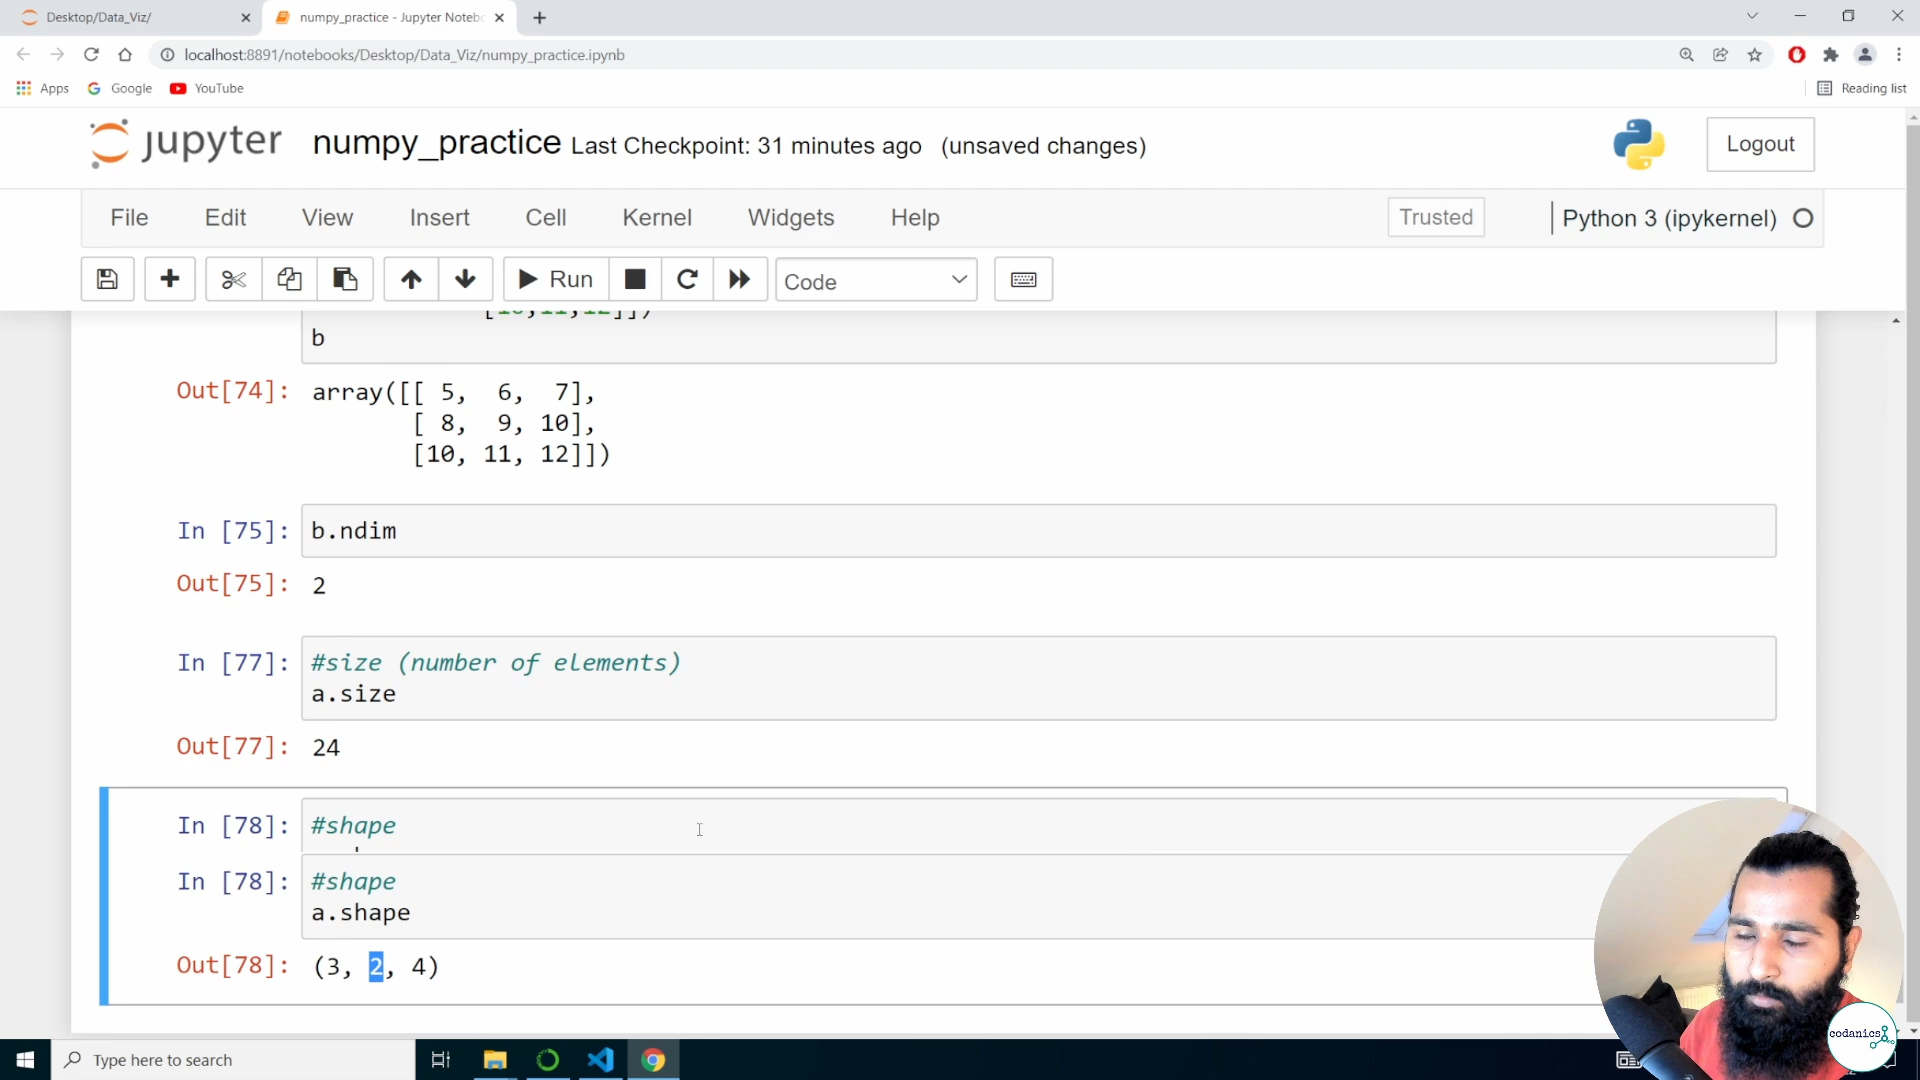 Desktop/Data_Viz/
numpy_practice - Jupyter Noteb
localhost:8891/notebooks/Desktop/Data_Viz/numpy_practice.ipynb
Apps
Google
YouTube
Reading list
jupyter
numpy_practice Last Checkpoint: 31 minutes ago (unsaved changes)
Logout
File Edit View Insert Cell Kernel Widgets Help
Trusted
Python 3 (ipykernel)
Run
Code
b
Out[74]: array([[ 5, 6, 7],
[ 8, 9, 10],
[10, 11, 12]])
In [75]: b.ndim
Out[75]: 2
In [77]: #size (number of elements)
a.size
Out[77]: 24
In [78]: #shape
In [78]: #shape
a.shape
Out[78]: (3, 2, 4)
Type here to search
codanics